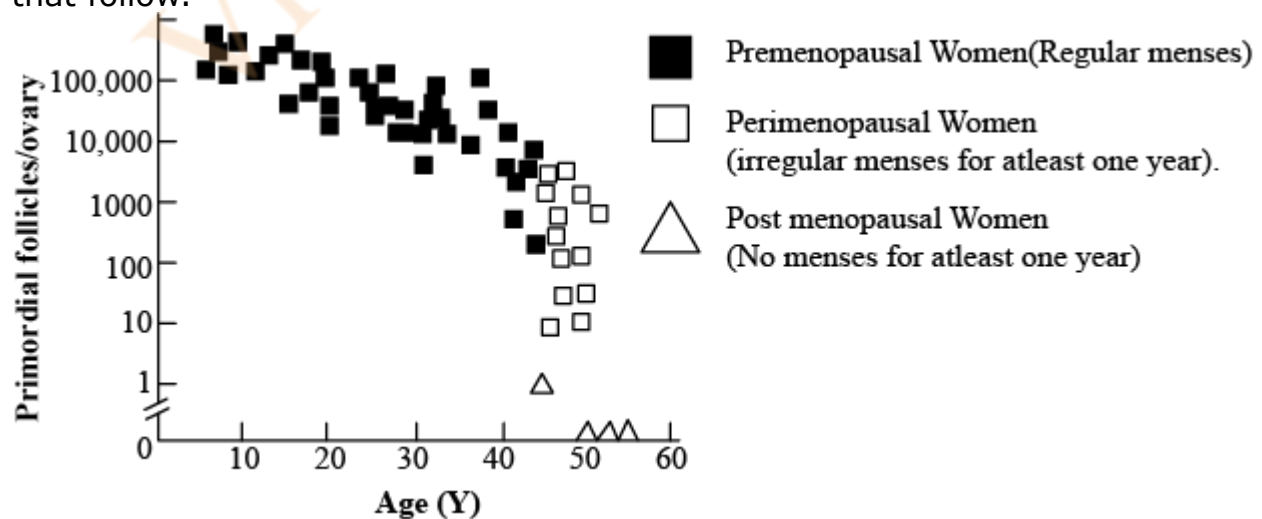 that follow.
Primordial follicles/ovary
100,000
10,000
1000
100
10
1
0
10 20 30 40 50 60
Age (Y)
Premenopausal Women(Regular menses)
Perimenopausal Women
(irregular menses for atleast one year).
Post menopausal Women
(No menses for atleast one year)